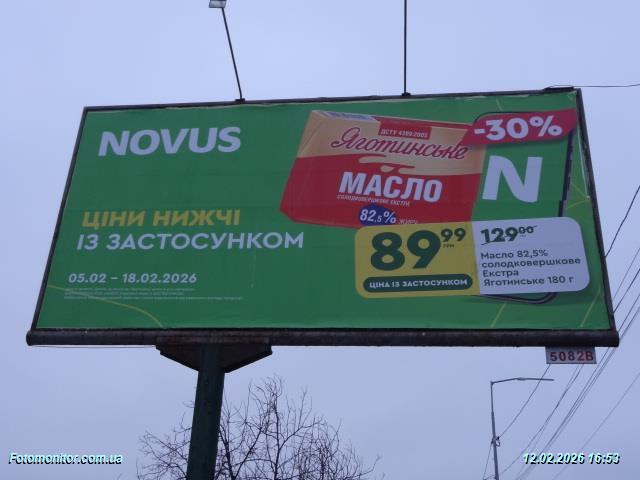 NOVUS
ЦІНИ НИЖЧІ
ІЗ ЗАСТОСУНКОМ
05.02 – 18.02.2026
ДСТУ 4399:2005
Яготинське
МАСЛО
СОЛОДКОВЕРШКОВЕ ЕКСТРА
82,5% ЖИРУ
-30%
N
89 99
ГРН
ЦІНА ІЗ ЗАСТОСУНКОМ
129 00
Масло 82,5%
солодковершкове
Екстра
Яготинське 180 г
5082B
Fotomonitor.com.ua
12.02.2026 16:53